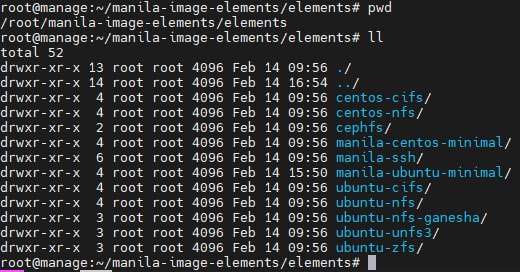 root@manage:~/manila-image-elements/elements# pwd
/root/manila-image-elements/elements
root@manage:~/manila-image-elements/elements# ll
total 52
drwxr-xr-x 13 root root 4096 Feb 14 09:56 ./
drwxr-xr-x 14 root root 4096 Feb 14 16:54 ../
drwxr-xr-x  4 root root 4096 Feb 14 09:56 centos-cifs/
drwxr-xr-x  4 root root 4096 Feb 14 09:56 centos-nfs/
drwxr-xr-x  2 root root 4096 Feb 14 09:56 cephfs/
drwxr-xr-x  4 root root 4096 Feb 14 09:56 manila-centos-minimal/
drwxr-xr-x  6 root root 4096 Feb 14 09:56 manila-ssh/
drwxr-xr-x  4 root root 4096 Feb 14 15:50 manila-ubuntu-minimal/
drwxr-xr-x  4 root root 4096 Feb 14 09:56 ubuntu-cifs/
drwxr-xr-x  4 root root 4096 Feb 14 09:56 ubuntu-nfs/
drwxr-xr-x  3 root root 4096 Feb 14 09:56 ubuntu-nfs-ganesha/
drwxr-xr-x  3 root root 4096 Feb 14 09:56 ubuntu-unfs3/
drwxr-xr-x  3 root root 4096 Feb 14 09:56 ubuntu-zfs/
root@manage:~/manila-image-elements/elements#